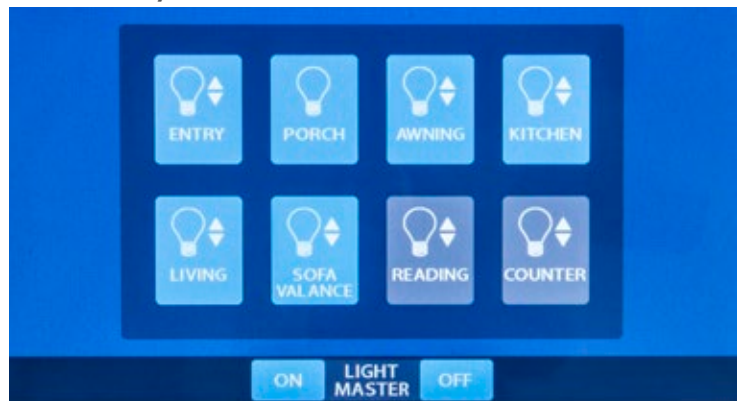 ENTRY
PORCH
AWNING
KITCHEN
LIVING
SOFA
VALANCE
READING
COUNTER
ON
LIGHT
MASTER
OFF